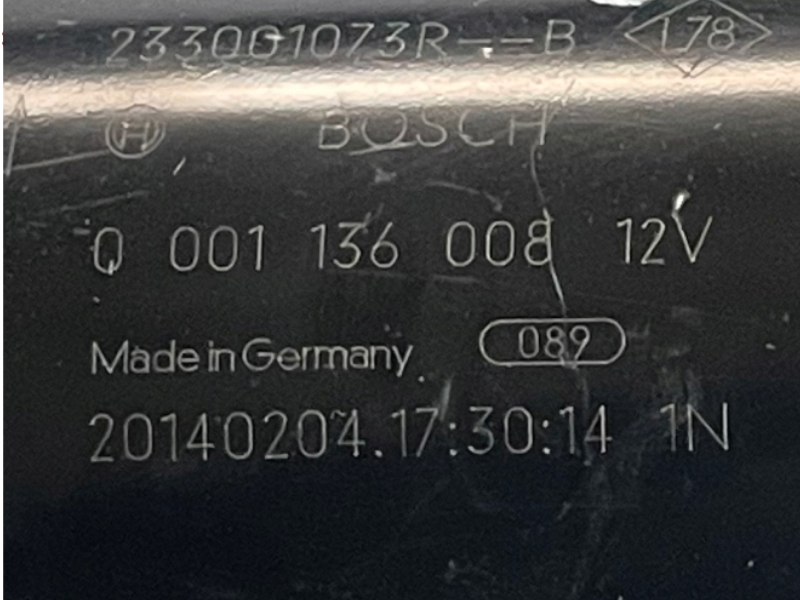 233001073R--B 178
H BOSCH
0 001 136 008 12V
Made in Germany 089
20140204.17:30:14 1N